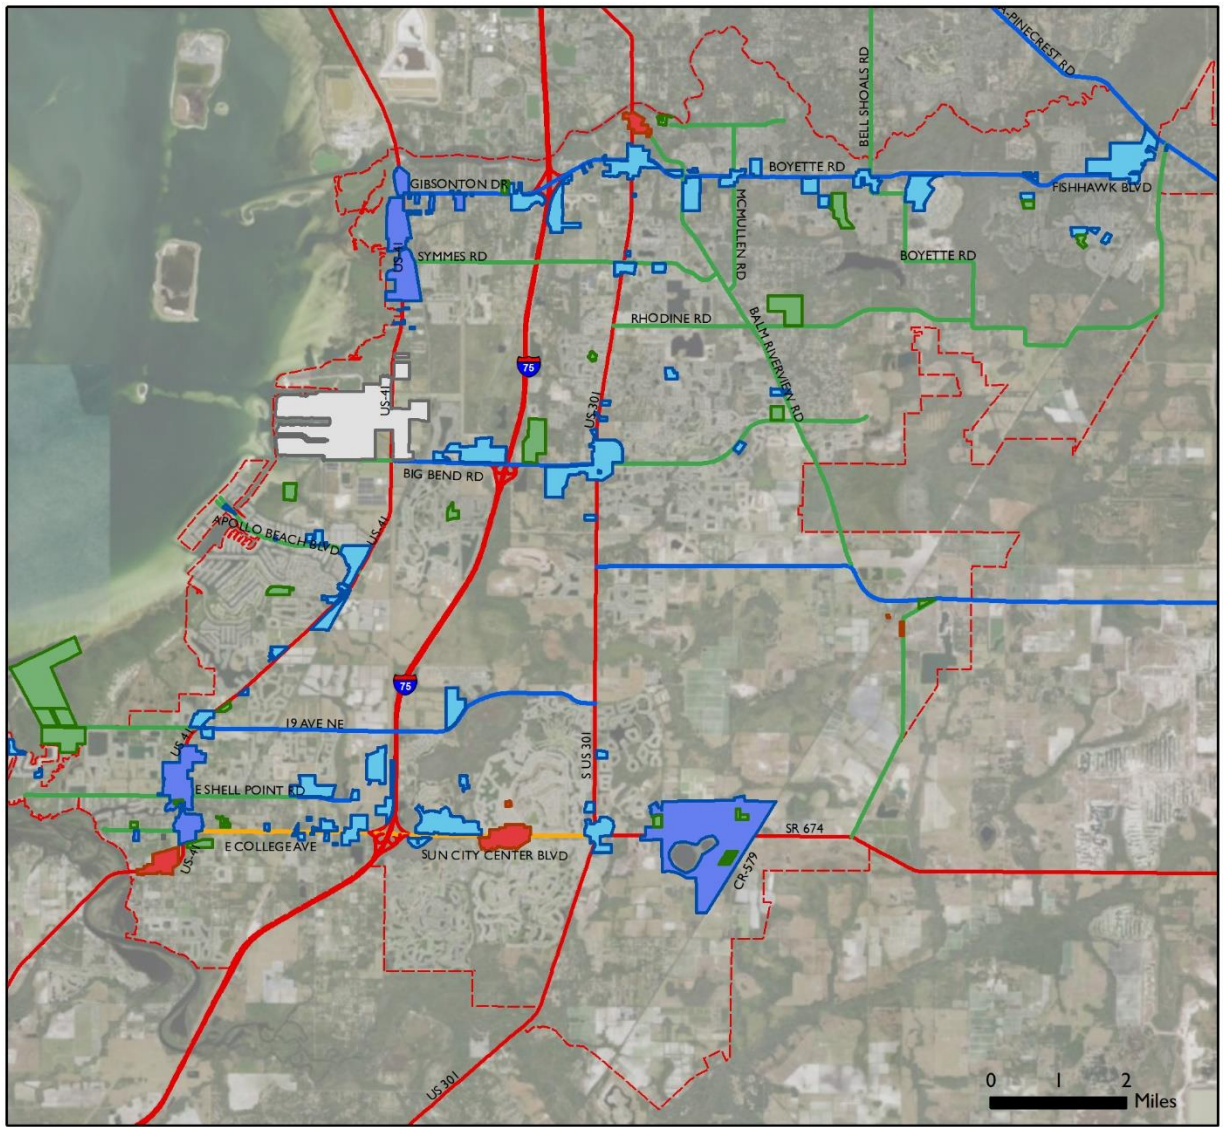 A-PINECREST RD
BELL SHOALS RD
BOYETTE RD
GIBSONTON DR
FISHHAWK BLVD
MCMULLEN RD
US-41
SYMMES RD
BOYETTE RD
RHODINE RD
BALM RIVERVIEW RD
75
US-41
US 301
BIG BEND RD
APOLLO BEACH BLVD
US-41
75
19 AVE NE
US-41
S US 301
E SHELL POINT RD
SR 674
E COLLEGE AVE
SUN CITY CENTER BLVD
US-41
CR-579
US 301
0 1 2
Miles